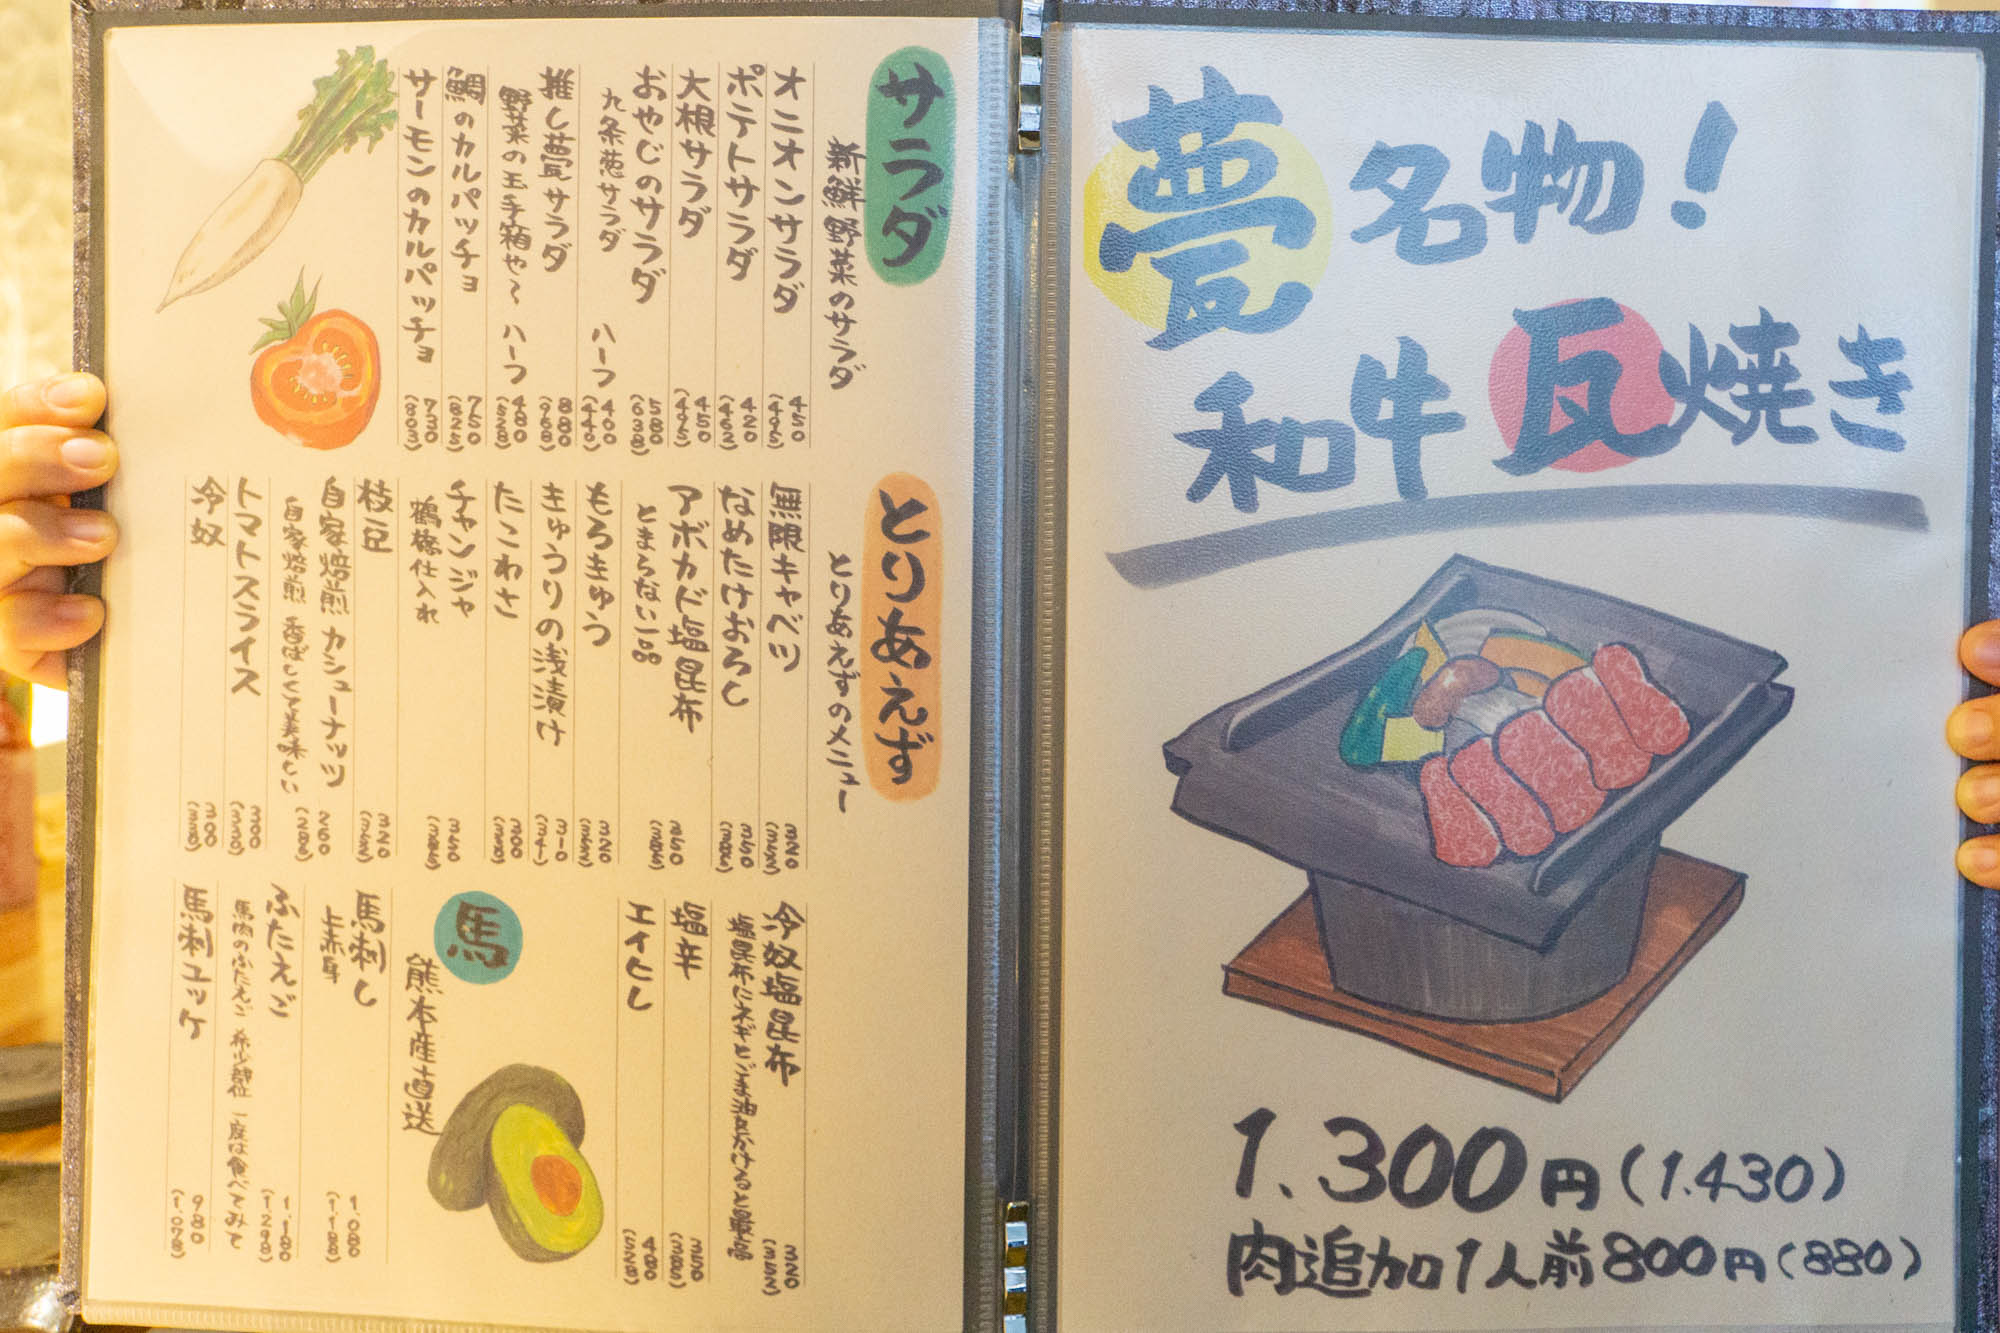 甍名物！
和牛瓦焼き
1.300円(1.430)
肉追加1人前800円(880)
サラダ
新鮮野菜のサラダ
オニオンサラダ 450 (495)
ポテトサラダ 420 (462)
大根サラダ 450 (495)
おやじのサラダ 580 (638)
九条葱サラダ ハーフ 400 (440)
推し甍サラダ 880 (968)
野菜の玉手箱や〜 ハーフ 480 (528)
鯛のカルパッチョ 750 (825)
サーモンのカルパッチョ 730 (803)
とりあえず
とりあえずのメニュー
無限キャベツ 320 (352)
なめたけおろし 350 (385)
アボカド塩昆布 350 (385)
とまらない一品
もろきゅう 320 (352)
きゅうりの浅漬け 310 (341)
たこわさ 300 (330)
チャンジャ 350 (385)
鶴橋仕入れ
枝豆 320 (352)
自家焙煎カシューナッツ 260 (286)
自家焙煎 香ばしくて美味しい
トマトスライス 300 (330)
冷奴 300 (330)
冷奴塩昆布 320 (352)
塩昆布にネギとごま油をかけると最高
塩辛 350 (385)
エイヒレ 480 (528)
馬
熊本産直送
馬刺し 1.080 (1.188)
上赤身
ふたえご 1.180 (1.298)
馬肉のふたえご 希少部位 一度は食べてみて
馬刺ユッケ 980 (1.078)